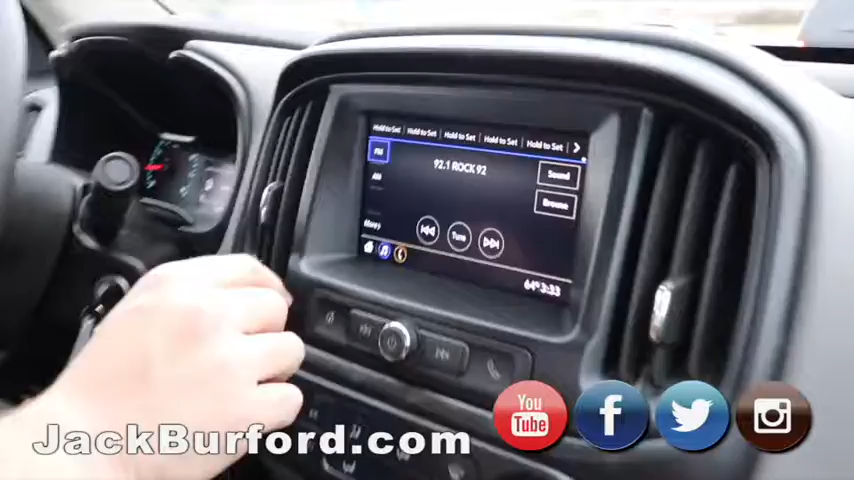 Hold to Set | Hold to Set | Hold to Set | Hold to Set | Hold to Set
FM
92.1 ROCK 92
Sound
AM
Browse
More
Tune
64° 3:33
JackBurford.com
You
Tube